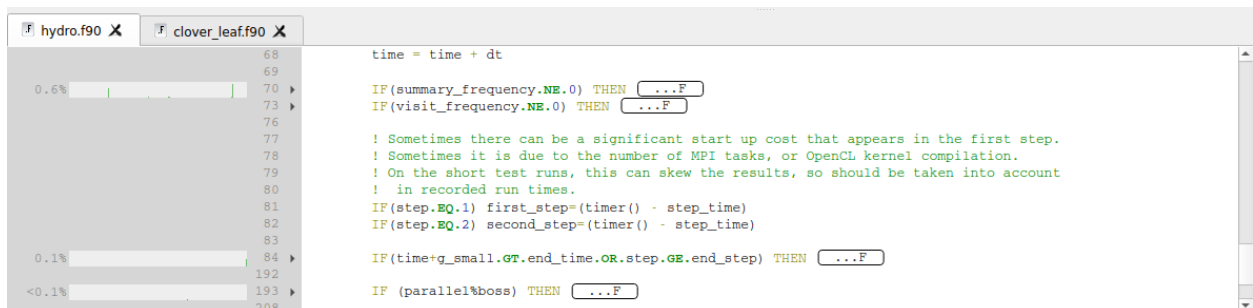 hydro.f90 clover_leaf.f90
68 time = time + dt
69
0.6% 70 IF(summary_frequency.NE.0) THEN ...F
73 IF(visit_frequency.NE.0) THEN ...F
76
77 ! Sometimes there can be a significant start up cost that appears in the first step.
78 ! Sometimes it is due to the number of MPI tasks, or OpenCL kernel compilation.
79 ! On the short test runs, this can skew the results, so should be taken into account
80 !  in recorded run times.
81 IF(step.EQ.1) first_step=(timer() - step_time)
82 IF(step.EQ.2) second_step=(timer() - step_time)
83
0.1% 84 IF(time+g_small.GT.end_time.OR.step.GE.end_step) THEN ...F
192
<0.1% 193 IF (parallel%boss) THEN ...F
208